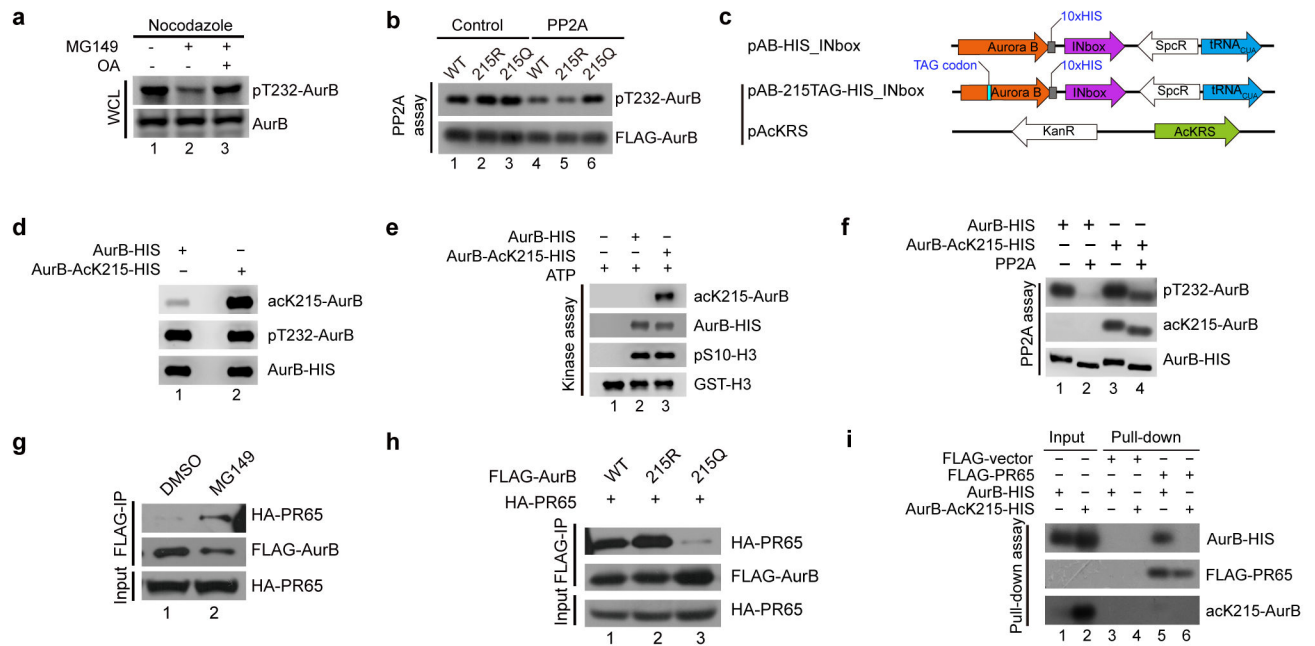 a
Nocodazole
MG149 - + +
OA - - +
WCL
pT232-AurB
AurB
1 2 3
b
Control PP2A
WT 215R 215Q WT 215R 215Q
PP2A assay
pT232-AurB
FLAG-AurB
1 2 3 4 5 6
c
10xHIS
pAB-HIS_INbox
Aurora B INbox SpcR tRNACUA
TAG codon 10xHIS
pAB-215TAG-HIS_INbox
Aurora B INbox SpcR tRNACUA
pAcKRS
KanR AcKRS
d
AurB-HIS + –
AurB-AcK215-HIS – +
acK215-AurB
pT232-AurB
AurB-HIS
1 2
e
AurB-HIS – + –
AurB-AcK215-HIS – – +
ATP + + +
Kinase assay
acK215-AurB
AurB-HIS
pS10-H3
GST-H3
1 2 3
f
AurB-HIS + + – –
AurB-AcK215-HIS – – + +
PP2A – + – +
PP2A assay
pT232-AurB
acK215-AurB
AurB-HIS
1 2 3 4
g
DMSO MG149
FLAG-IP
HA-PR65
FLAG-AurB
Input
HA-PR65
1 2
h
FLAG-AurB WT 215R 215Q
HA-PR65 + + +
FLAG-IP
HA-PR65
FLAG-AurB
Input
HA-PR65
1 2 3
i
Input Pull-down
FLAG-vector – – + + – –
FLAG-PR65 – – – – + +
AurB-HIS + – + – + –
AurB-AcK215-HIS – + – + – +
Pull-down assay
AurB-HIS
FLAG-PR65
acK215-AurB
1 2 3 4 5 6